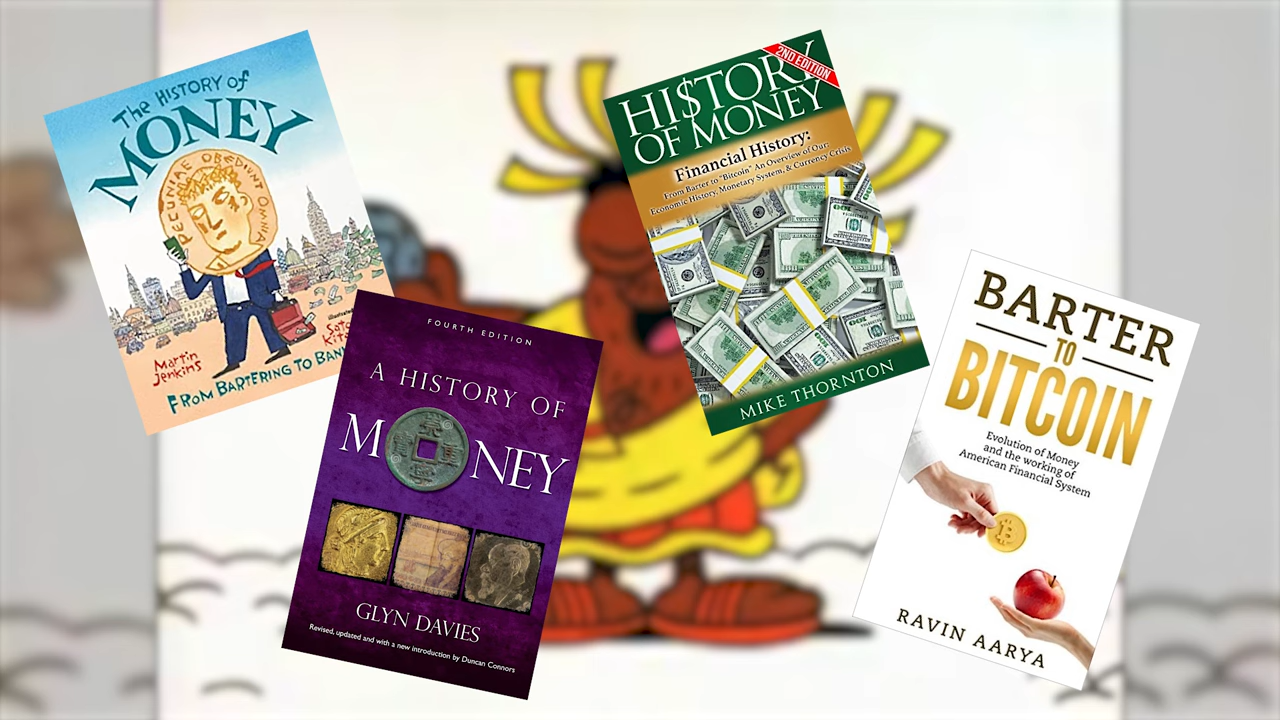 The HISTORY of
MONEY
PECUNIAE OBEDIUNT OMNIA
Martin
Jenkins
FROM BARTERING TO
FOURTH EDITION
A HISTORY OF
MONEY
GLYN DAVIES
Revised, updated and with a new introduction by Duncan Connors
2ND EDITION
HI$TORY
OF MONEY
Financial History:
From Barter to "Bitcoin" An Overview of Our
Economic History, Monetary System, & Currency Crisis
MIKE THORNTON
BARTER
TO
BITCOIN
Evolution of Money
and the working of
American Financial System
RAVIN AARYA